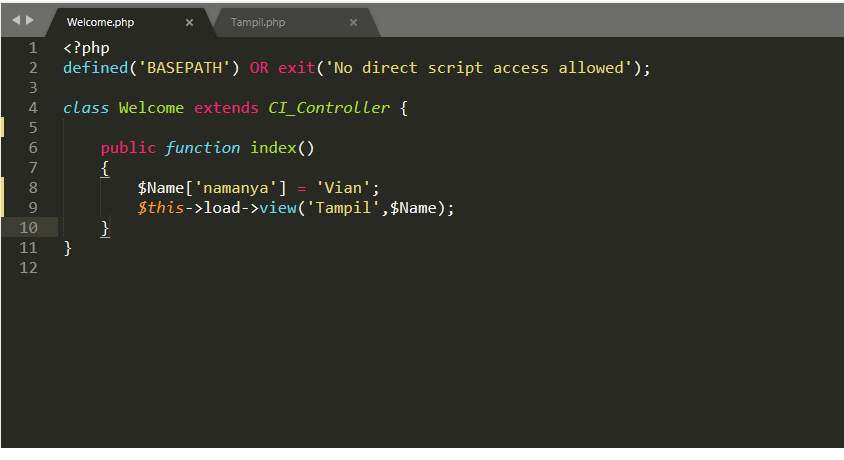 Welcome.php × Tampil.php ×
1 <?php
2 defined('BASEPATH') OR exit('No direct script access allowed');
3
4 class Welcome extends CI_Controller {
5
6 public function index()
7 {
8 $Name['namanya'] = 'Vian';
9 $this->load->view('Tampil',$Name);
10 }
11 }
12